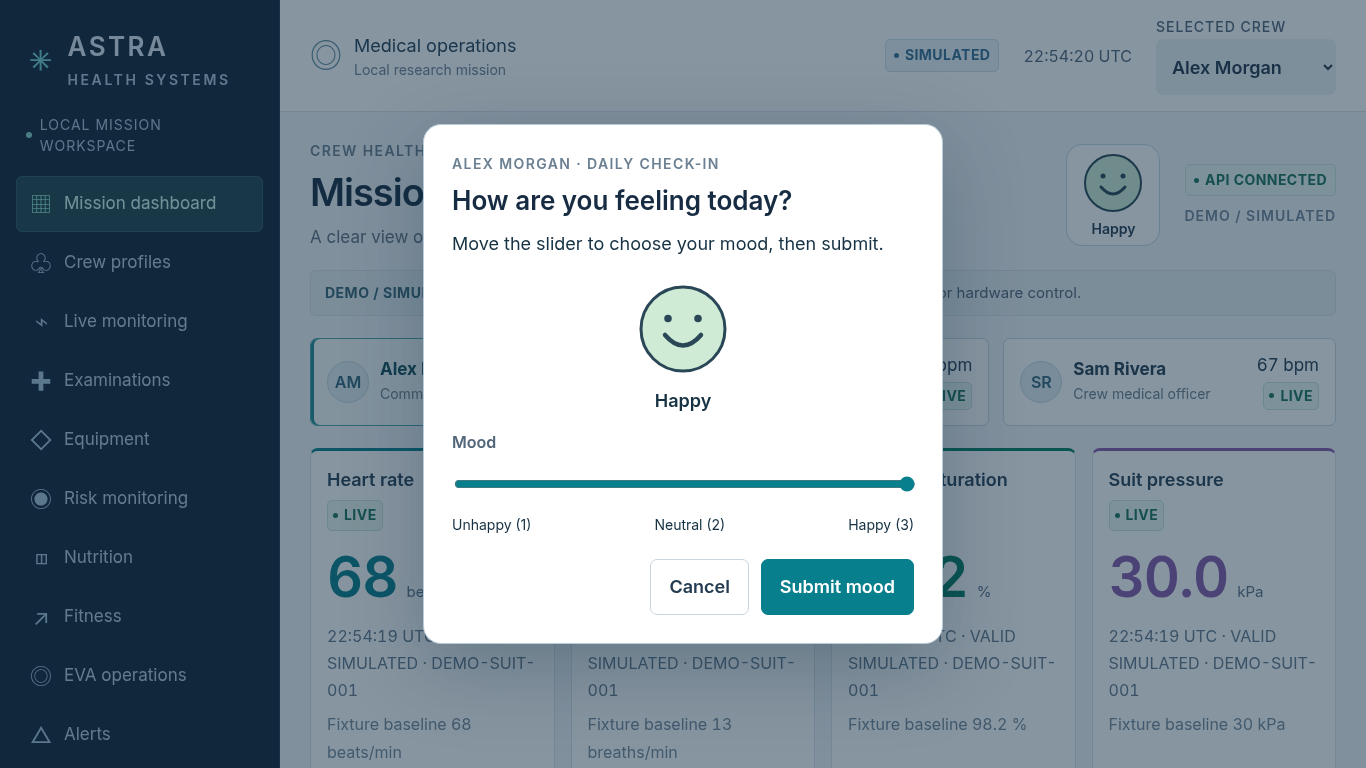 ASTRA
HEALTH SYSTEMS
LOCAL MISSION
WORKSPACE
Mission dashboard
Crew profiles
Live monitoring
Examinations
Equipment
Risk monitoring
Nutrition
Fitness
EVA operations
Alerts
Medical operations
Local research mission
SIMULATED
22:54:20 UTC
SELECTED CREW
Alex Morgan
CREW HEALTH
Missio
A clear view o
Happy
API CONNECTED
DEMO / SIMULATED
DEMO / SIMU
or hardware control.
AM
Alex
Comm
bpm
LIVE
SR
Sam Rivera
Crew medical officer
67 bpm
LIVE
ALEX MORGAN · DAILY CHECK-IN
How are you feeling today?
Move the slider to choose your mood, then submit.
Happy
Mood
Unhappy (1)
Neutral (2)
Happy (3)
Cancel
Submit mood
Heart rate
LIVE
68 be
22:54:19 UTC
SIMULATED · DEMO-SUIT-
001
Fixture baseline 68
beats/min
SIMULATED · DEMO-SUIT-
001
Fixture baseline 13
breaths/min
turation
2 %
TC · VALID
SIMULATED · DEMO-SUIT-
001
Fixture baseline 98.2 %
Suit pressure
LIVE
30.0 kPa
22:54:19 UTC · VALID
SIMULATED · DEMO-SUIT-
001
Fixture baseline 30 kPa